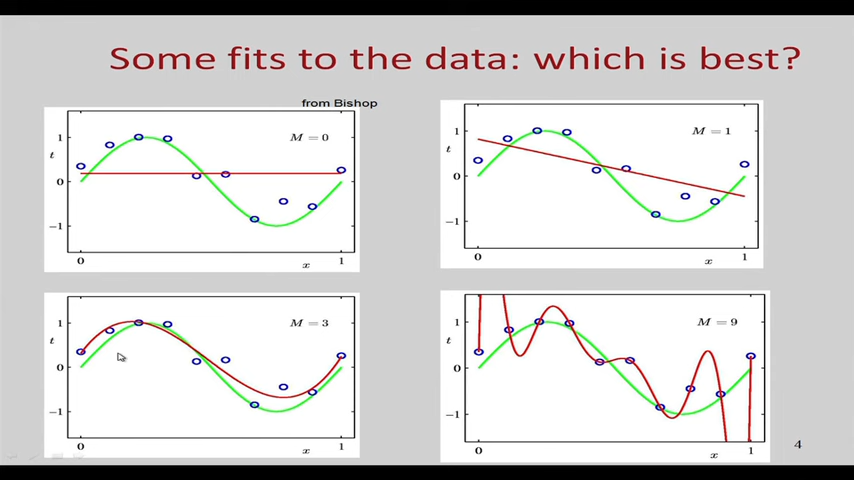 Some fits to the data: which is best?
from Bishop
M = 0
1
t
0
−1
0
x
1
M = 1
1
t
0
−1
0
x
1
M = 3
1
t
0
−1
0
x
1
M = 9
1
t
0
−1
0
x
1
4